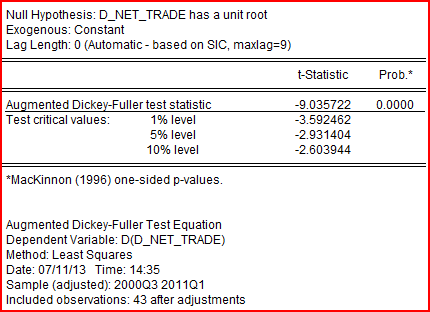 Null Hypothesis: D_NET_TRADE has a unit root
Exogenous: Constant
Lag Length: 0 (Automatic - based on SIC, maxlag=9)
t-Statistic Prob.*
Augmented Dickey-Fuller test statistic -9.035722 0.0000
Test critical values: 1% level -3.592462
5% level -2.931404
10% level -2.603944
*MacKinnon (1996) one-sided p-values.
Augmented Dickey-Fuller Test Equation
Dependent Variable: D(D_NET_TRADE)
Method: Least Squares
Date: 07/11/13 Time: 14:35
Sample (adjusted): 2000Q3 2011Q1
Included observations: 43 after adjustments